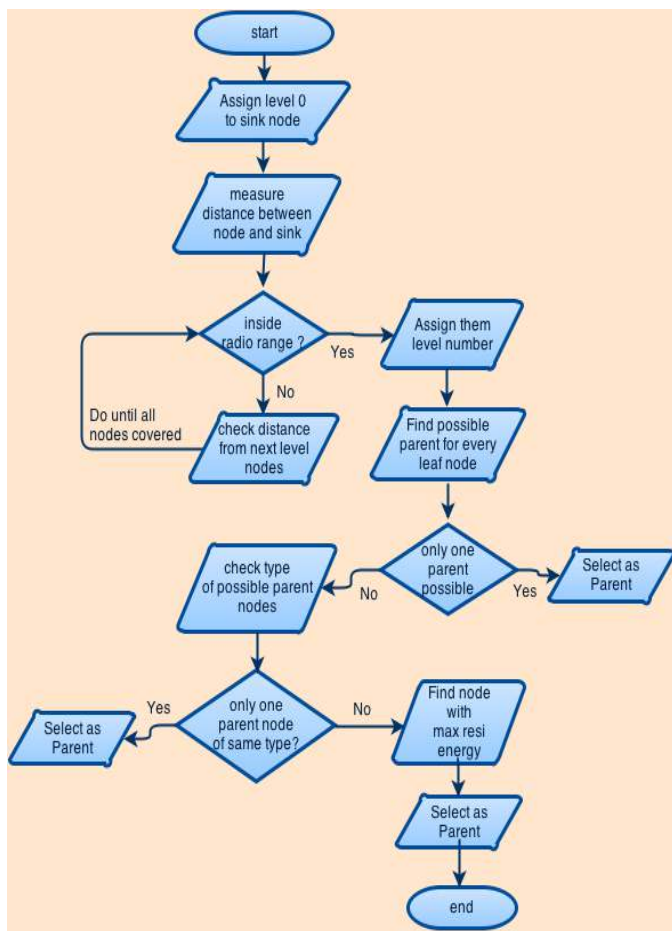 start
Assign level 0
to sink node
measure
distance between
node and sink
inside
radio range ?
Yes
Assign them
level number
No
Do until all
nodes covered
check distance
from next level
nodes
Find possible
parent for every
leaf node
only one
parent
possible
Yes
Select as
Parent
No
check type
of possible parent
nodes
only one
parent node
of same type?
Yes
Select as
Parent
No
Find node
with
max resi
energy
Select as
Parent
end